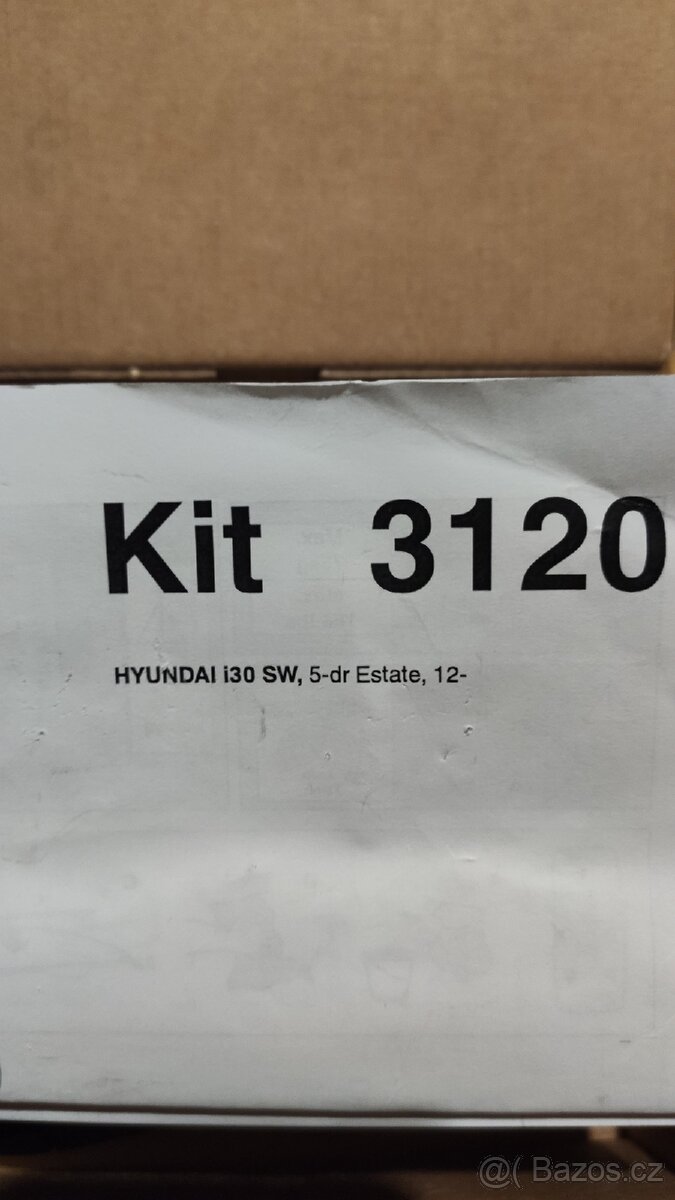 Kit 3120
HYUNDAI i30 SW, 5-dr Estate, 12-
@( Bazos.cz